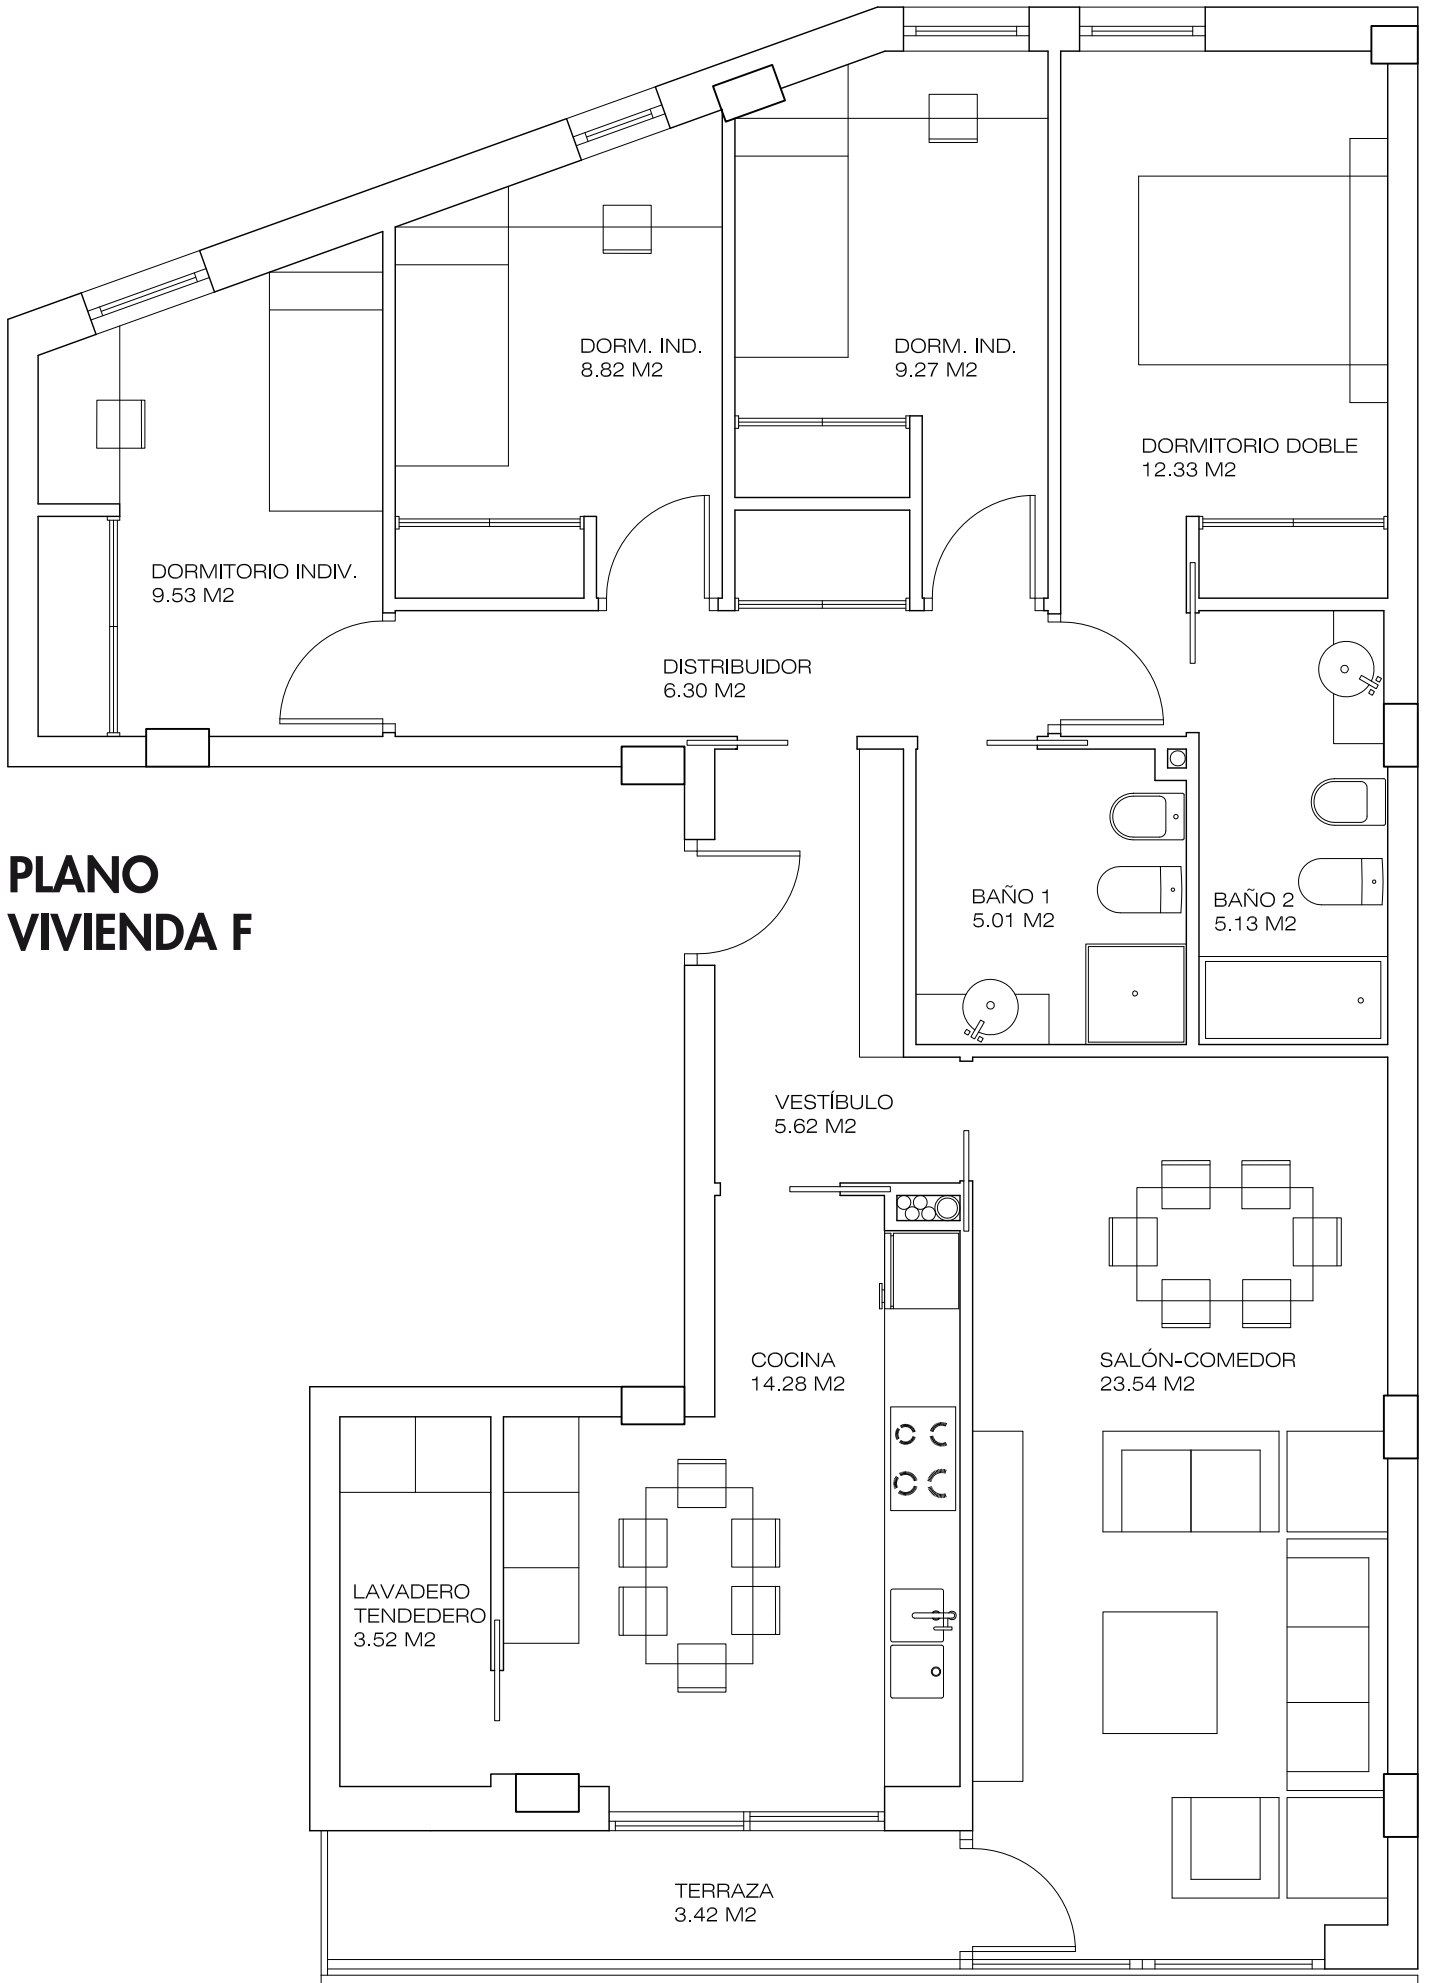 DORM. IND.
8.82 M2
DORM. IND.
9.27 M2
DORMITORIO DOBLE
12.33 M2
DORMITORIO INDIV.
9.53 M2
DISTRIBUIDOR
6.30 M2
PLANO
VIVIENDA F
BAÑO 1
5.01 M2
BAÑO 2
5.13 M2
VESTÍBULO
5.62 M2
COCINA
14.28 M2
SALÓN-COMEDOR
23.54 M2
LAVADERO
TENDEDERO
3.52 M2
TERRAZA
3.42 M2